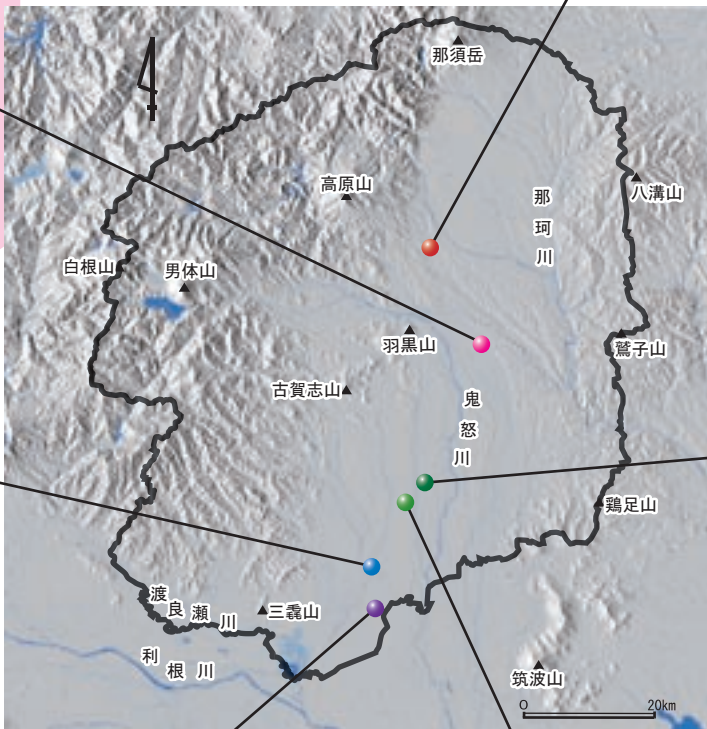 那須岳
高原山
八溝山
那珂川
白根山
男体山
羽黒山
鷲子山
古賀志山
鬼怒川
鶏足山
渡良瀬川
三毳山
利根川
筑波山
0 20km